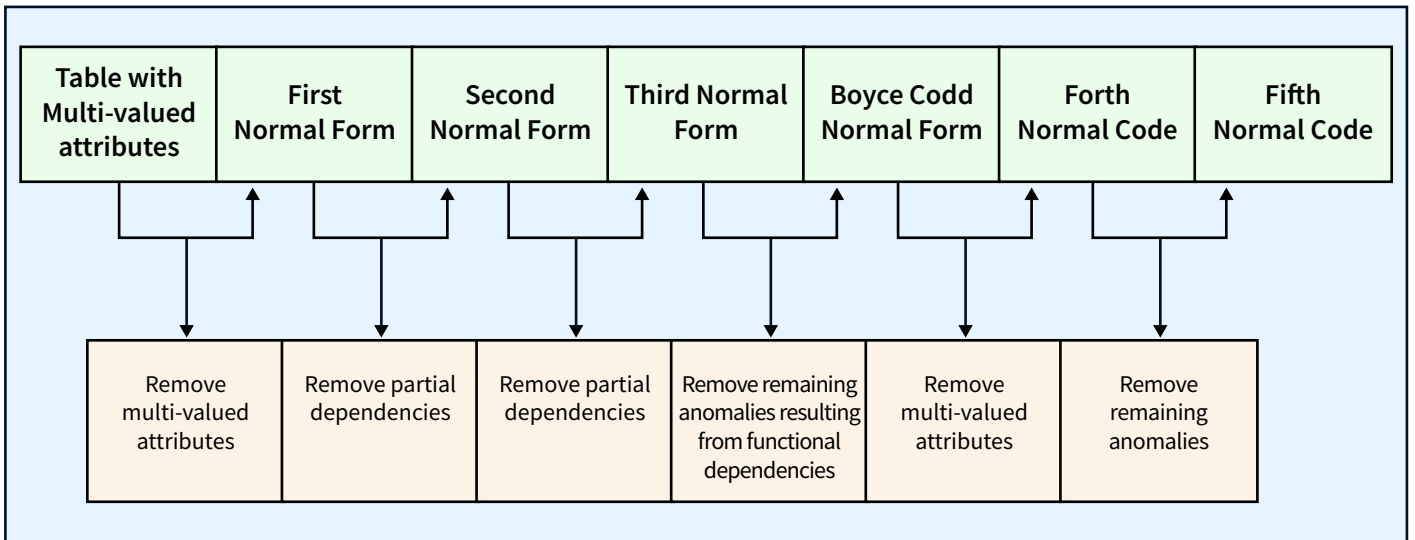 Table with
Multi-valued
attributes
First
Normal Form
Second
Normal Form
Third Normal
Form
Boyce Codd
Normal Form
Forth
Normal Code
Fifth
Normal Code
Remove
multi-valued
attributes
Remove partial
dependencies
Remove partial
dependencies
Remove remaining
anomalies resulting
from functional
dependencies
Remove
multi-valued
attributes
Remove
remaining
anomalies